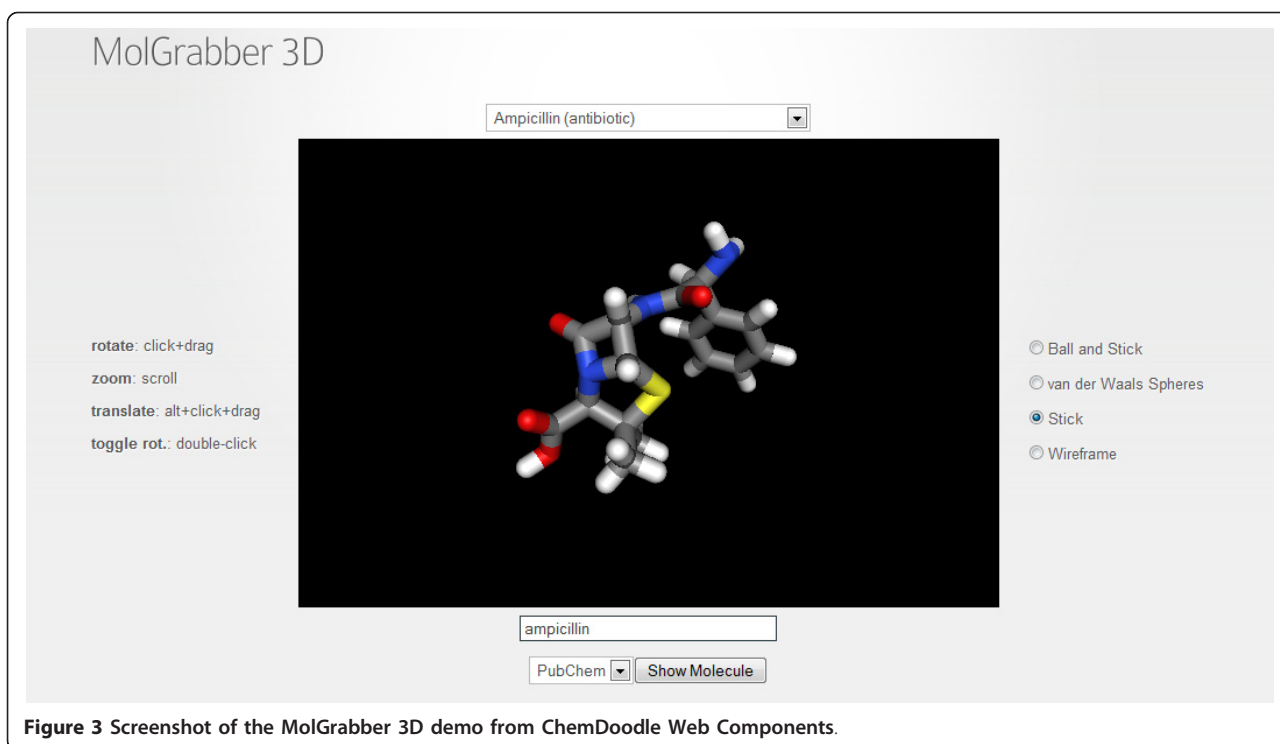 MolGrabber 3D
Ampicillin (antibiotic)
rotate: click+drag
zoom: scroll
translate: alt+click+drag
toggle rot.: double-click
Ball and Stick
van der Waals Spheres
Stick
Wireframe
ampicillin
PubChem Show Molecule
Figure 3 Screenshot of the MolGrabber 3D demo from ChemDoodle Web Components.